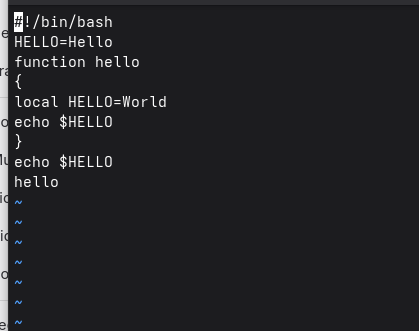 #!/bin/bash
HELLO=Hello
function hello
{
local HELLO=World
echo $HELLO
}
echo $HELLO
hello
~
~
~
~
~
~
~